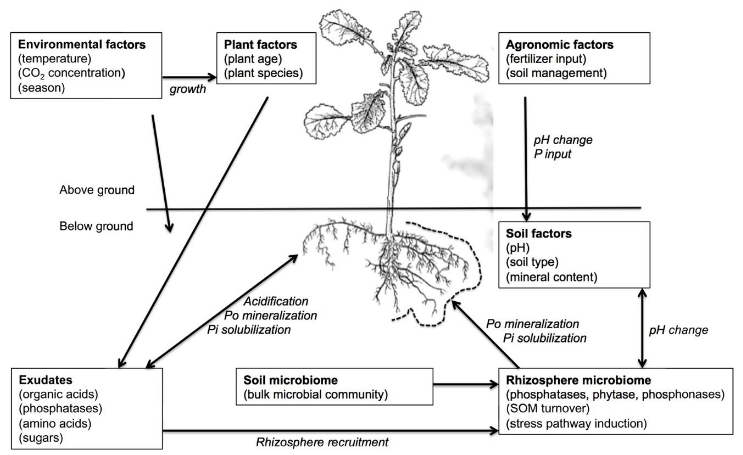 Environmental factors
(temperature)
(CO₂ concentration)
(season)
growth
Plant factors
(plant age)
(plant species)
Agronomic factors
(fertilizer input)
(soil management)
pH change
P input
Above ground
Below ground
Soil factors
(pH)
(soil type)
(mineral content)
Acidification
Po mineralization
Pi solubilization
Po mineralization
Pi solubilization
pH change
Exudates
(organic acids)
(phosphatases)
(amino acids)
(sugars)
Soil microbiome
(bulk microbial community)
Rhizosphere microbiome
(phosphatases, phytase, phosphonases)
(SOM turnover)
(stress pathway induction)
Rhizosphere recruitment